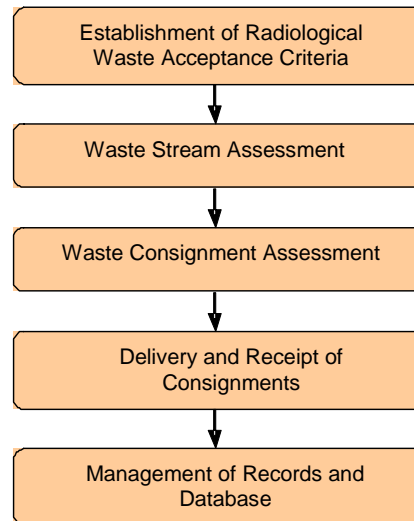 Establishment of Radiological
Waste Acceptance Criteria
Waste Stream Assessment
Waste Consignment Assessment
Delivery and Receipt of
Consignments
Management of Records and
Database